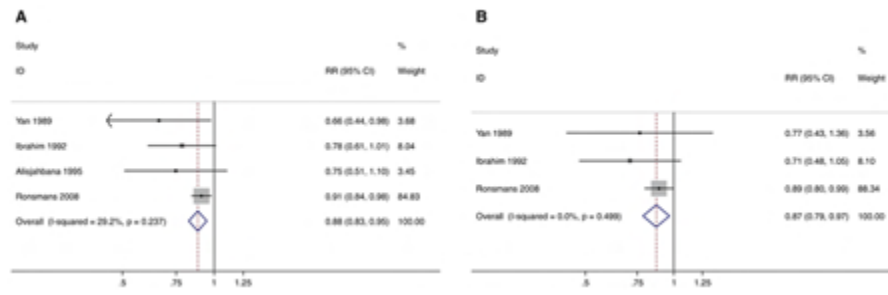 A
Study %
ID RR (95% CI) Weight
Yan 1989 0.66 (0.44, 0.98) 3.68
Ibrahim 1992 0.78 (0.61, 1.01) 8.04
Alisjahbana 1995 0.75 (0.51, 1.10) 3.45
Ronsmans 2008 0.91 (0.84, 0.98) 84.83
Overall (I-squared = 29.2%, p = 0.237) 0.88 (0.83, 0.95) 100.00
.5 .75 1 1.25
B
Study %
ID RR (95% CI) Weight
Yan 1989 0.77 (0.43, 1.36) 3.56
Ibrahim 1992 0.71 (0.48, 1.05) 8.10
Ronsmans 2008 0.89 (0.80, 0.99) 88.34
Overall (I-squared = 0.0%, p = 0.499) 0.87 (0.79, 0.97) 100.00
.5 .75 1 1.25